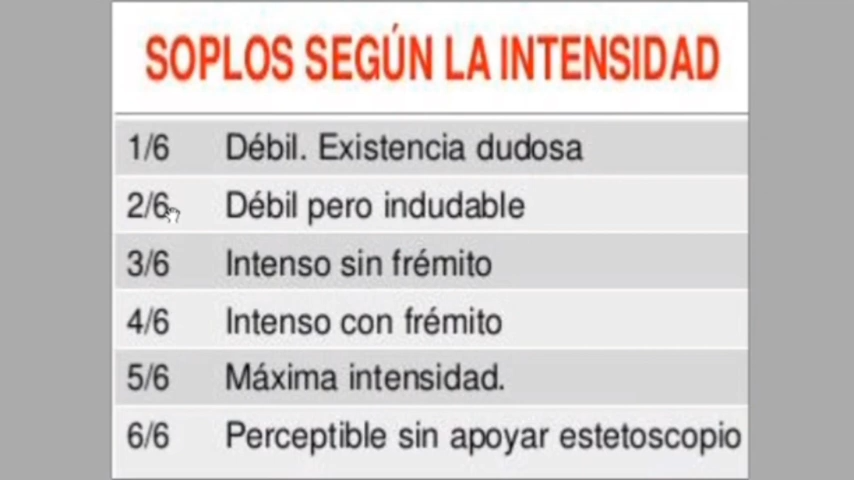 SOPLOS SEGÚN LA INTENSIDAD
1/6 Débil. Existencia dudosa
2/6 Débil pero indudable
3/6 Intenso sin frémito
4/6 Intenso con frémito
5/6 Máxima intensidad.
6/6 Perceptible sin apoyar estetoscopio